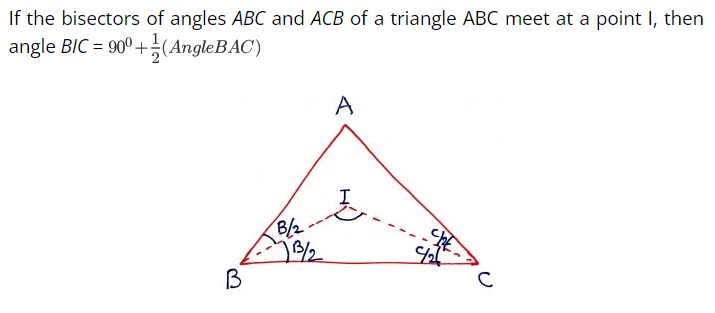 If the bisectors of angles ABC and ACB of a triangle ABC meet at a point I, then
angle BIC = 90⁰+½(AngleBAC)
A
I
B/2
C/2
B/2
C/2
B
C